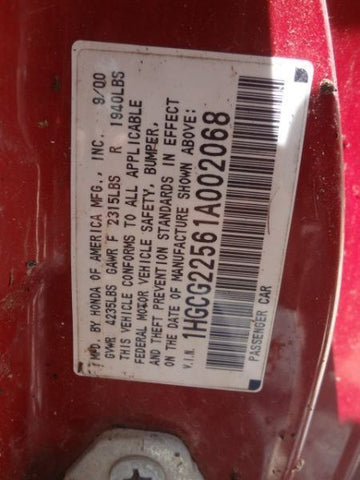 MFD. BY HONDA OF AMERICA MFG., INC. 9/00
GVWR 4235LBS GAWR F 2315LBS R 1940LBS
THIS VEHICLE CONFORMS TO ALL APPLICABLE
FEDERAL MOTOR VEHICLE SAFETY, BUMPER,
AND THEFT PREVENTION STANDARDS IN EFFECT
ON THE DATE OF MANUFACTURE SHOWN ABOVE:
V.I.N. 1HGCG22561A002068
PASSENGER CAR